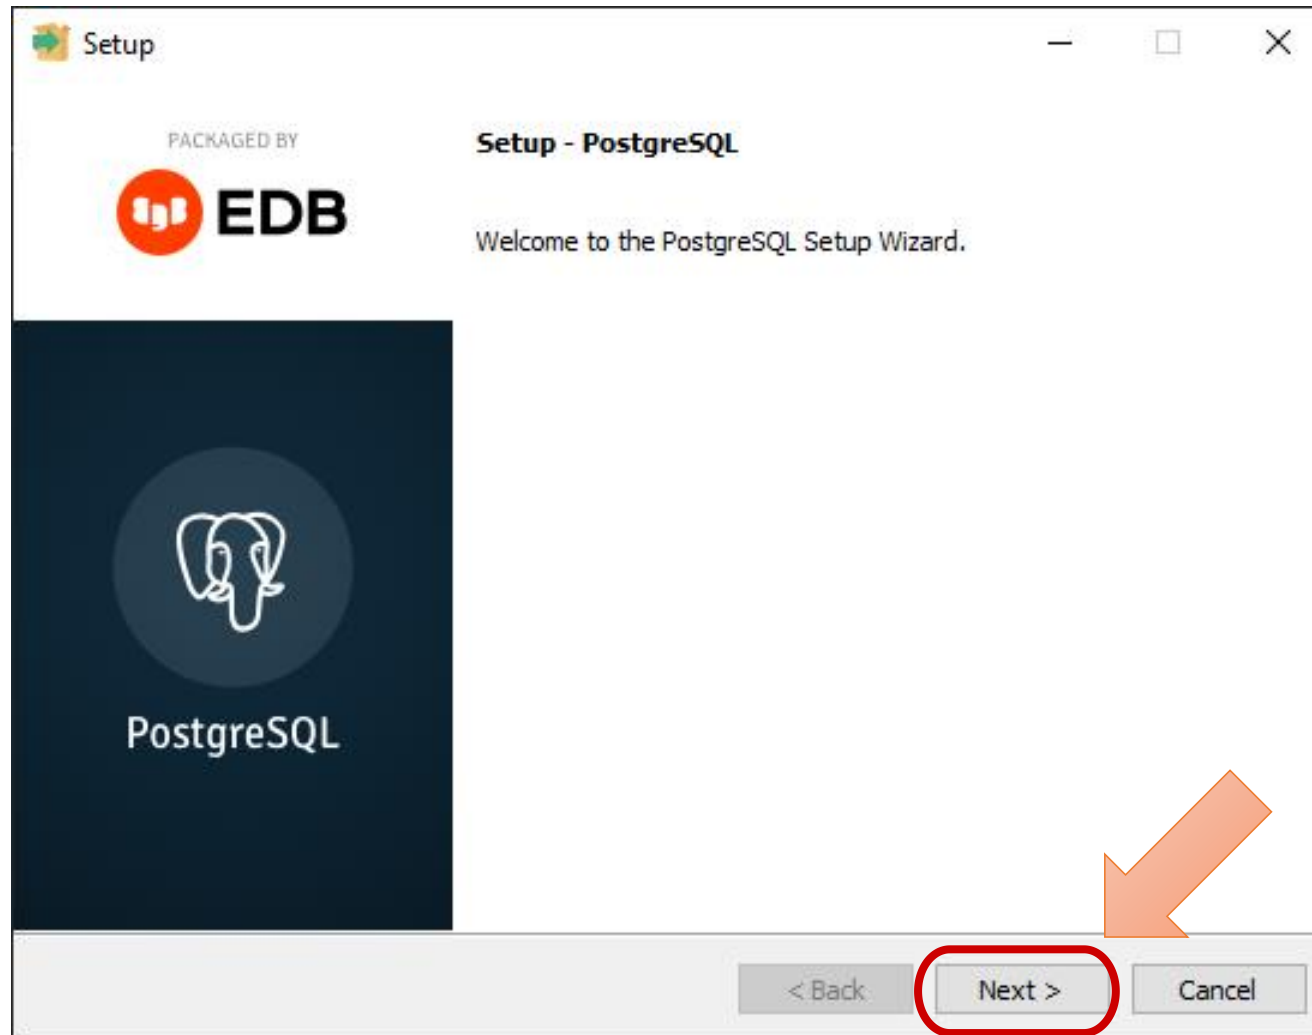 Setup
PACKAGED BY
EDB
Setup - PostgreSQL
Welcome to the PostgreSQL Setup Wizard.
PostgreSQL
< Back
Next >
Cancel